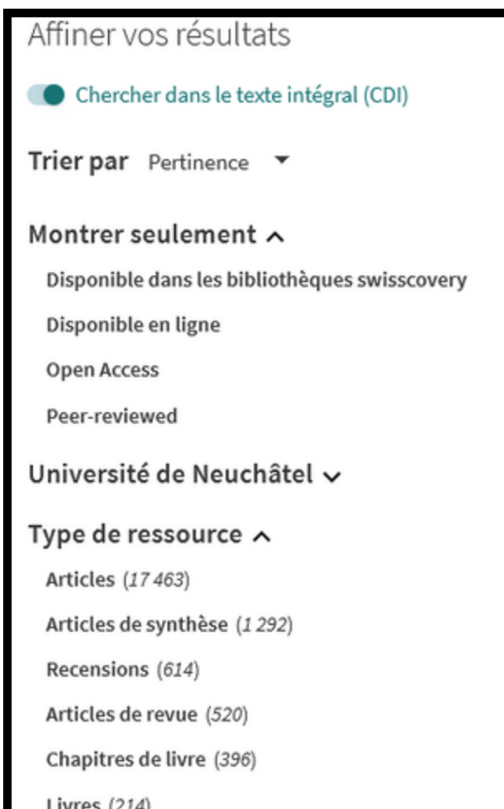 Affiner vos résultats
Chercher dans le texte intégral (CDI)
Trier par Pertinence
Montrer seulement
Disponible dans les bibliothèques swisscovery
Disponible en ligne
Open Access
Peer-reviewed
Université de Neuchâtel
Type de ressource
Articles (17 463)
Articles de synthèse (1 292)
Recensions (614)
Articles de revue (520)
Chapitres de livre (396)
Livres (214)